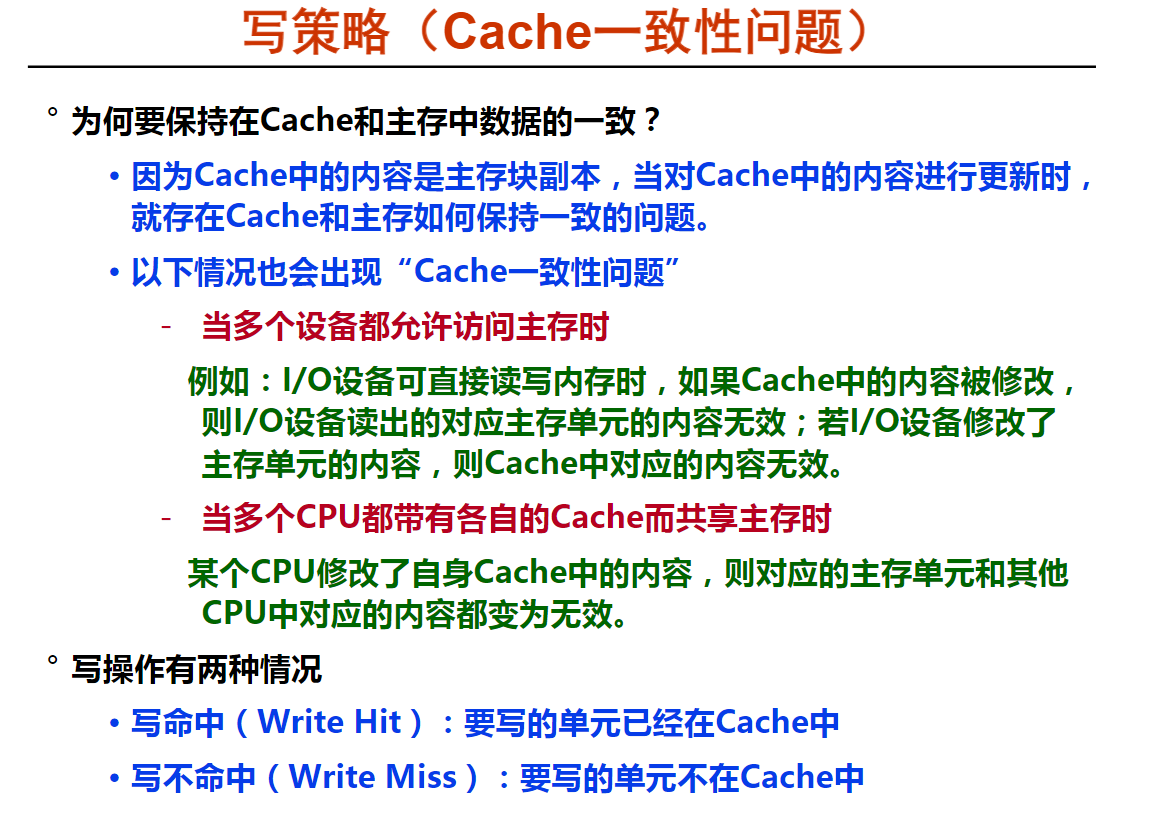 写策略（Cache一致性问题）
° 为何要保持在Cache和主存中数据的一致？
• 因为Cache中的内容是主存块副本，当对Cache中的内容进行更新时，
就存在Cache和主存如何保持一致的问题。
• 以下情况也会出现“Cache一致性问题”
- 当多个设备都允许访问主存时
例如：I/O设备可直接读写内存时，如果Cache中的内容被修改，
则I/O设备读出的对应主存单元的内容无效；若I/O设备修改了
主存单元的内容，则Cache中对应的内容无效。
- 当多个CPU都带有各自的Cache而共享主存时
某个CPU修改了自身Cache中的内容，则对应的主存单元和其他
CPU中对应的内容都变为无效。
° 写操作有两种情况
• 写命中（Write Hit）：要写的单元已经在Cache中
• 写不命中（Write Miss）：要写的单元不在Cache中